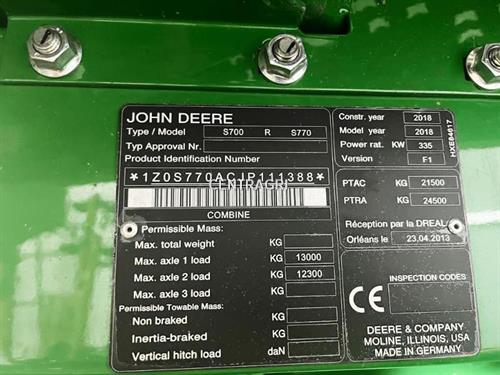 JOHN DEERE
Type / Model S700 R S770
Typ Approval Nr.
Product Identification Number
*1Z0S770ACJP111388*
CENTRAGRI
COMBINE
Permissible Mass:
Max. total weight KG
Max. axle 1 load KG 13000
Max. axle 2 load KG 12300
Max. axle 3 load KG
Permissible Towable Mass:
Non braked KG
Inertia-braked KG
Vertical hitch load daN
Constr. year 2018
Model year 2018
Power rat. KW 335
Version F1
HXE64617
PTAC KG 21500
PTRA KG 24500
Réception par la DREAL
Orléans le 23.04.2013
INSPECTION CODES
CE
DEERE & COMPANY
MOLINE, ILLINOIS, USA
MADE IN GERMANY